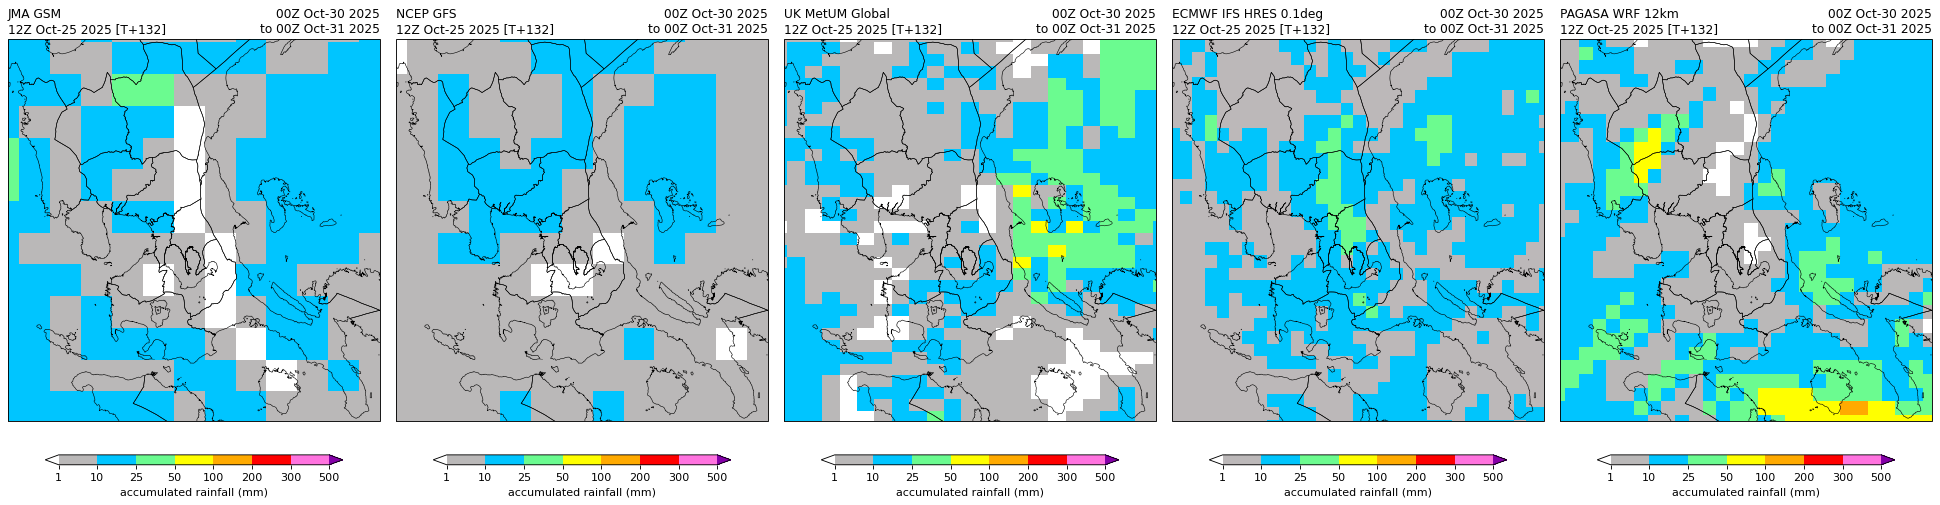 JMA GSM 00Z Oct-30 2025
12Z Oct-25 2025 [T+132] to 00Z Oct-31 2025
1 10 25 50 100 200 300 500
accumulated rainfall (mm)
NCEP GFS 00Z Oct-30 2025
12Z Oct-25 2025 [T+132] to 00Z Oct-31 2025
1 10 25 50 100 200 300 500
accumulated rainfall (mm)
UK MetUM Global 00Z Oct-30 2025
12Z Oct-25 2025 [T+132] to 00Z Oct-31 2025
1 10 25 50 100 200 300 500
accumulated rainfall (mm)
ECMWF IFS HRES 0.1deg 00Z Oct-30 2025
12Z Oct-25 2025 [T+132] to 00Z Oct-31 2025
1 10 25 50 100 200 300 500
accumulated rainfall (mm)
PAGASA WRF 12km 00Z Oct-30 2025
12Z Oct-25 2025 [T+132] to 00Z Oct-31 2025
1 10 25 50 100 200 300 500
accumulated rainfall (mm)